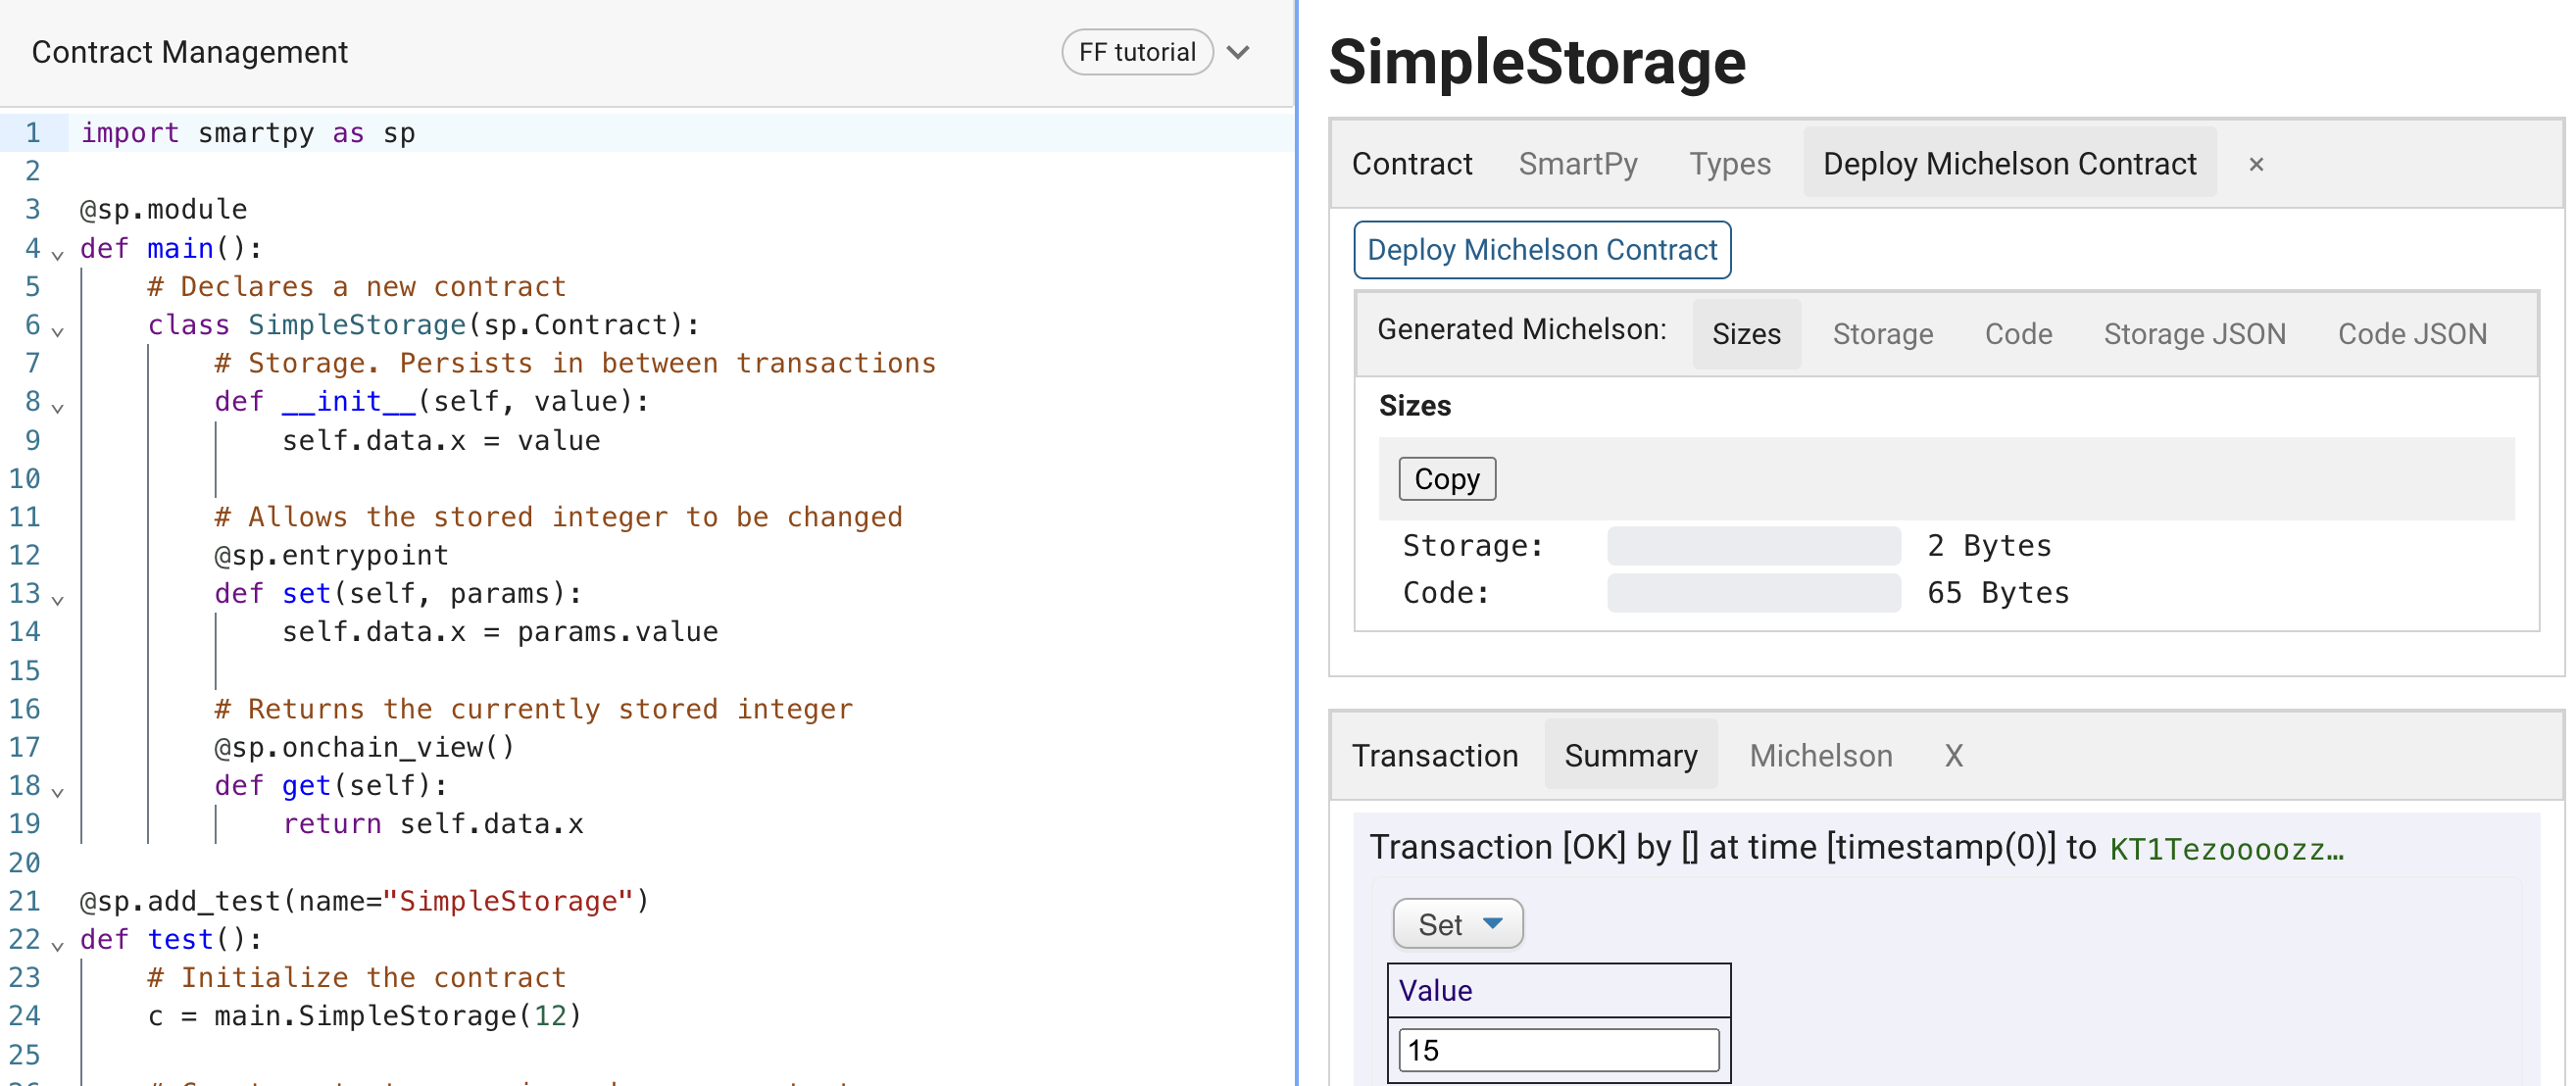 Contract Management
FF tutorial
1 import smartpy as sp
2
3 @sp.module
4 def main():
5     # Declares a new contract
6     class SimpleStorage(sp.Contract):
7         # Storage. Persists in between transactions
8         def __init__(self, value):
9             self.data.x = value
10
11         # Allows the stored integer to be changed
12         @sp.entrypoint
13         def set(self, params):
14             self.data.x = params.value
15
16         # Returns the currently stored integer
17         @sp.onchain_view()
18         def get(self):
19             return self.data.x
20
21 @sp.add_test(name="SimpleStorage")
22 def test():
23     # Initialize the contract
24     c = main.SimpleStorage(12)
25
SimpleStorage
Contract SmartPy Types Deploy Michelson Contract ×
Deploy Michelson Contract
Generated Michelson: Sizes Storage Code Storage JSON Code JSON
Sizes
Copy
Storage: 2 Bytes
Code: 65 Bytes
Transaction Summary Michelson X
Transaction [OK] by [] at time [timestamp(0)] to KT1Tezoooozz…
Set
Value
15